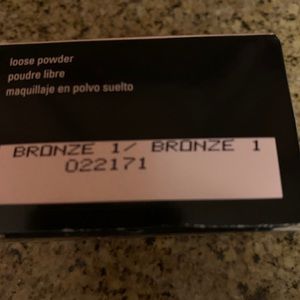 loose powder
poudre libre
maquillaje en polvo suelto
BRONZE 1/ BRONZE 1
022171